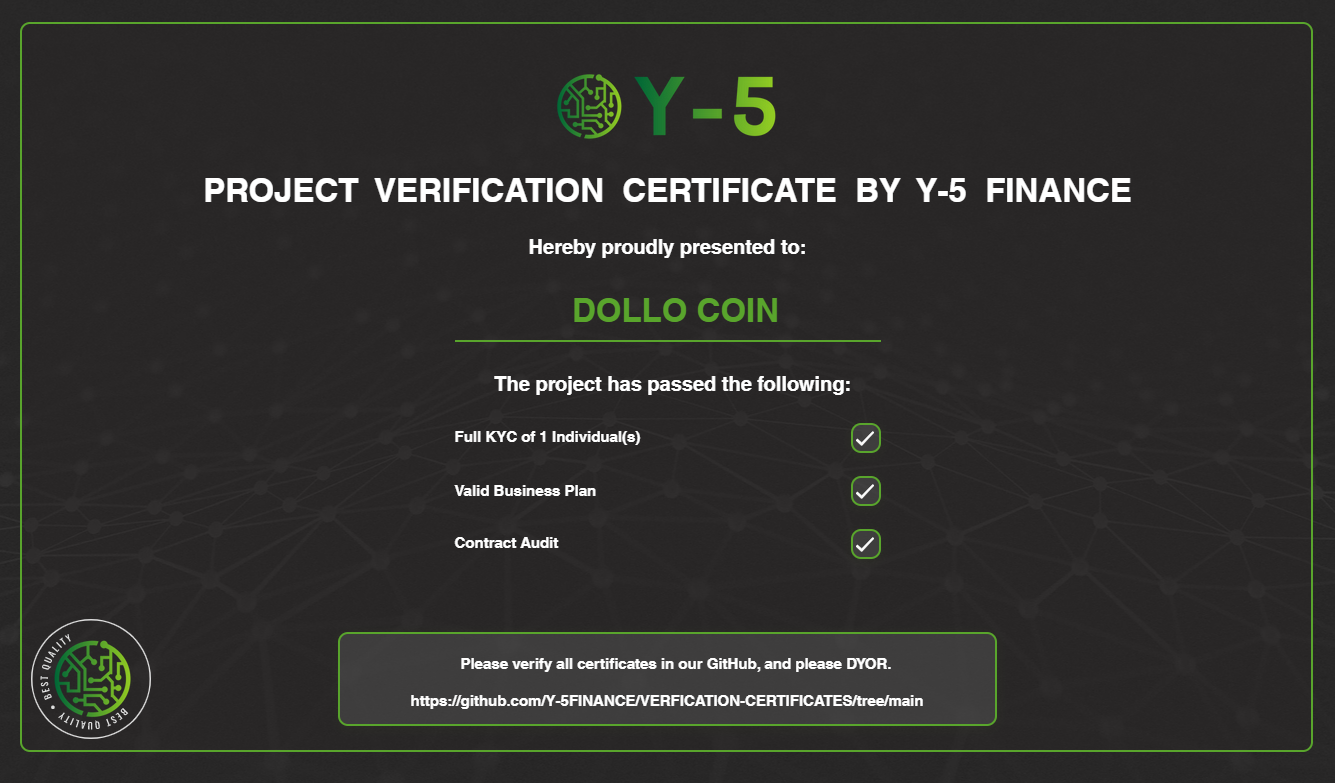 Y-5
PROJECT VERIFICATION CERTIFICATE BY Y-5 FINANCE
Hereby proudly presented to:
DOLLO COIN
The project has passed the following:
Full KYC of 1 Individual(s)
Valid Business Plan
Contract Audit
BEST QUALITY • BEST QUALITY
Please verify all certificates in our GitHub, and please DYOR.
https://github.com/Y-5FINANCE/VERFICATION-CERTIFICATES/tree/main